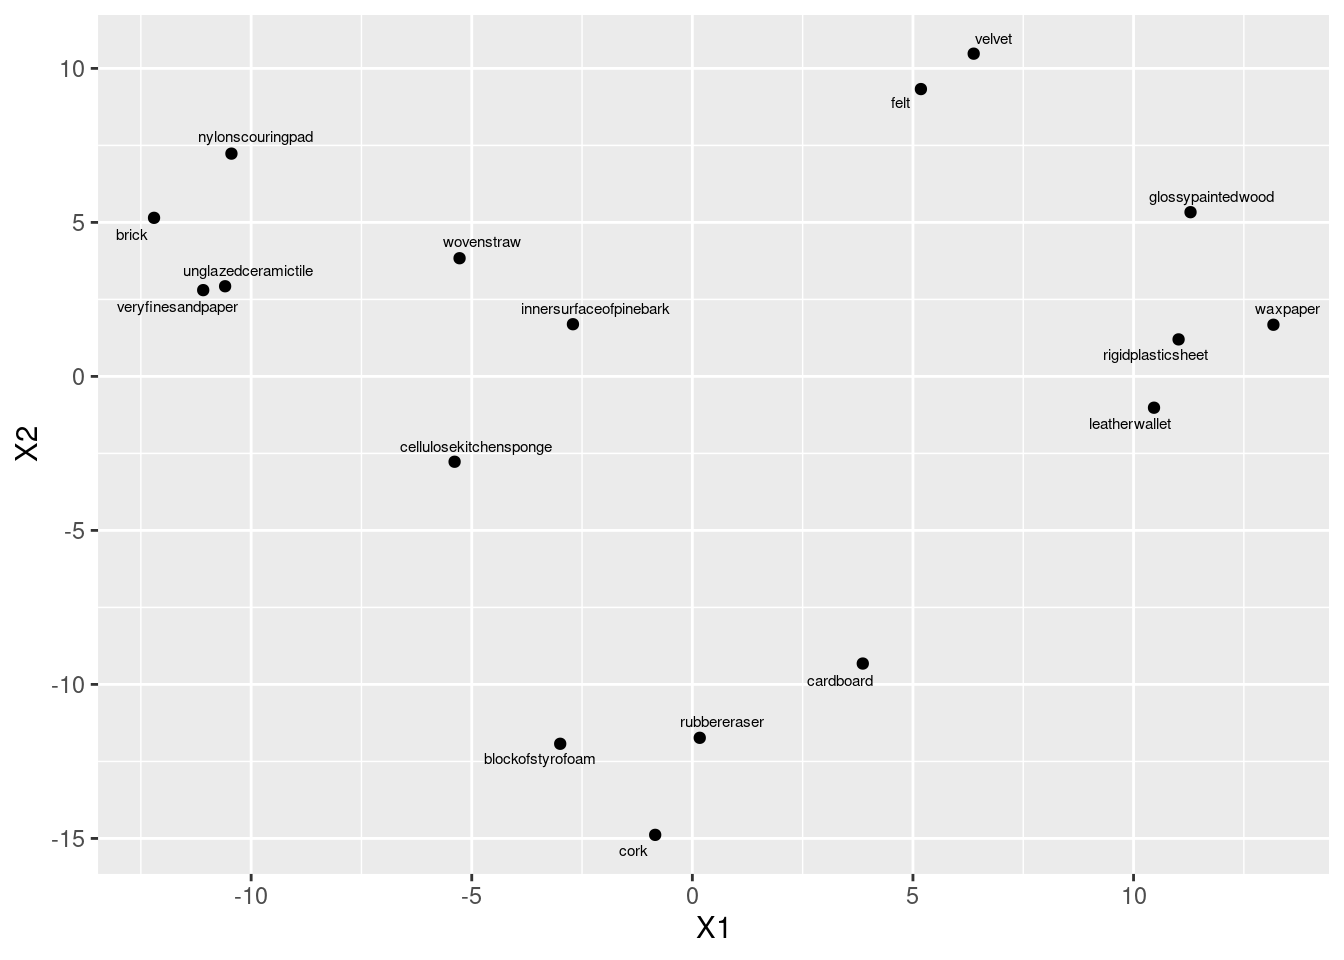 velvet
10
felt
nylonscouringpad
glossypaintedwood
5
brick
wovenstraw
unglazedceramictile
veryfinesandpaper
innersurfaceofpinebark
waxpaper
rigidplasticsheet
0
leatherwallet
X2
cellulosekitchensponge
-5
cardboard
-10
rubbereraser
blockofstyrofoam
-15
cork
-10
-5
0
5
10
X1